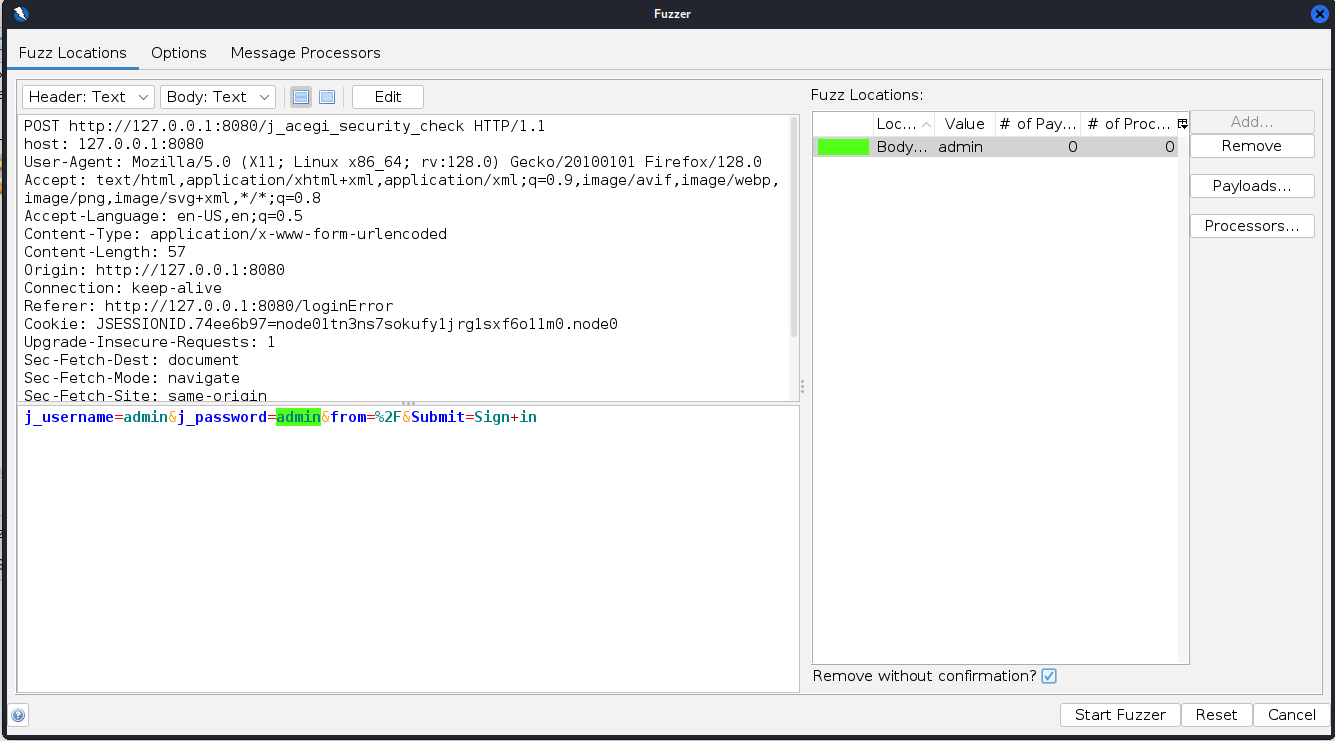 Fuzzer
Fuzz Locations Options Message Processors
Header: Text Body: Text Edit
POST http://127.0.0.1:8080/j_acegi_security_check HTTP/1.1
host: 127.0.0.1:8080
User-Agent: Mozilla/5.0 (X11; Linux x86_64; rv:128.0) Gecko/20100101 Firefox/128.0
Accept: text/html,application/xhtml+xml,application/xml;q=0.9,image/avif,image/webp,
image/png,image/svg+xml,*/*;q=0.8
Accept-Language: en-US,en;q=0.5
Content-Type: application/x-www-form-urlencoded
Content-Length: 57
Origin: http://127.0.0.1:8080
Connection: keep-alive
Referer: http://127.0.0.1:8080/loginError
Cookie: JSESSIONID.74ee6b97=node01tn3ns7sokufy1jrg1sxf6o11m0.node0
Upgrade-Insecure-Requests: 1
Sec-Fetch-Dest: document
Sec-Fetch-Mode: navigate
Sec-Fetch-Site: same-origin
j_username=admin&j_password=admin&from=%2F&Submit=Sign+in
Fuzz Locations:
Loc... Value # of Pay... # of Proc...
Body... admin 0 0
Add...
Remove
Payloads...
Processors...
Remove without confirmation?
Start Fuzzer Reset Cancel